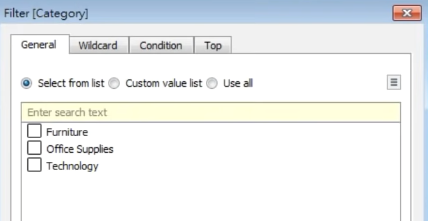 Filter [Category]
General Wildcard Condition Top
Select from list Custom value list Use all
Enter search text
Furniture
Office Supplies
Technology